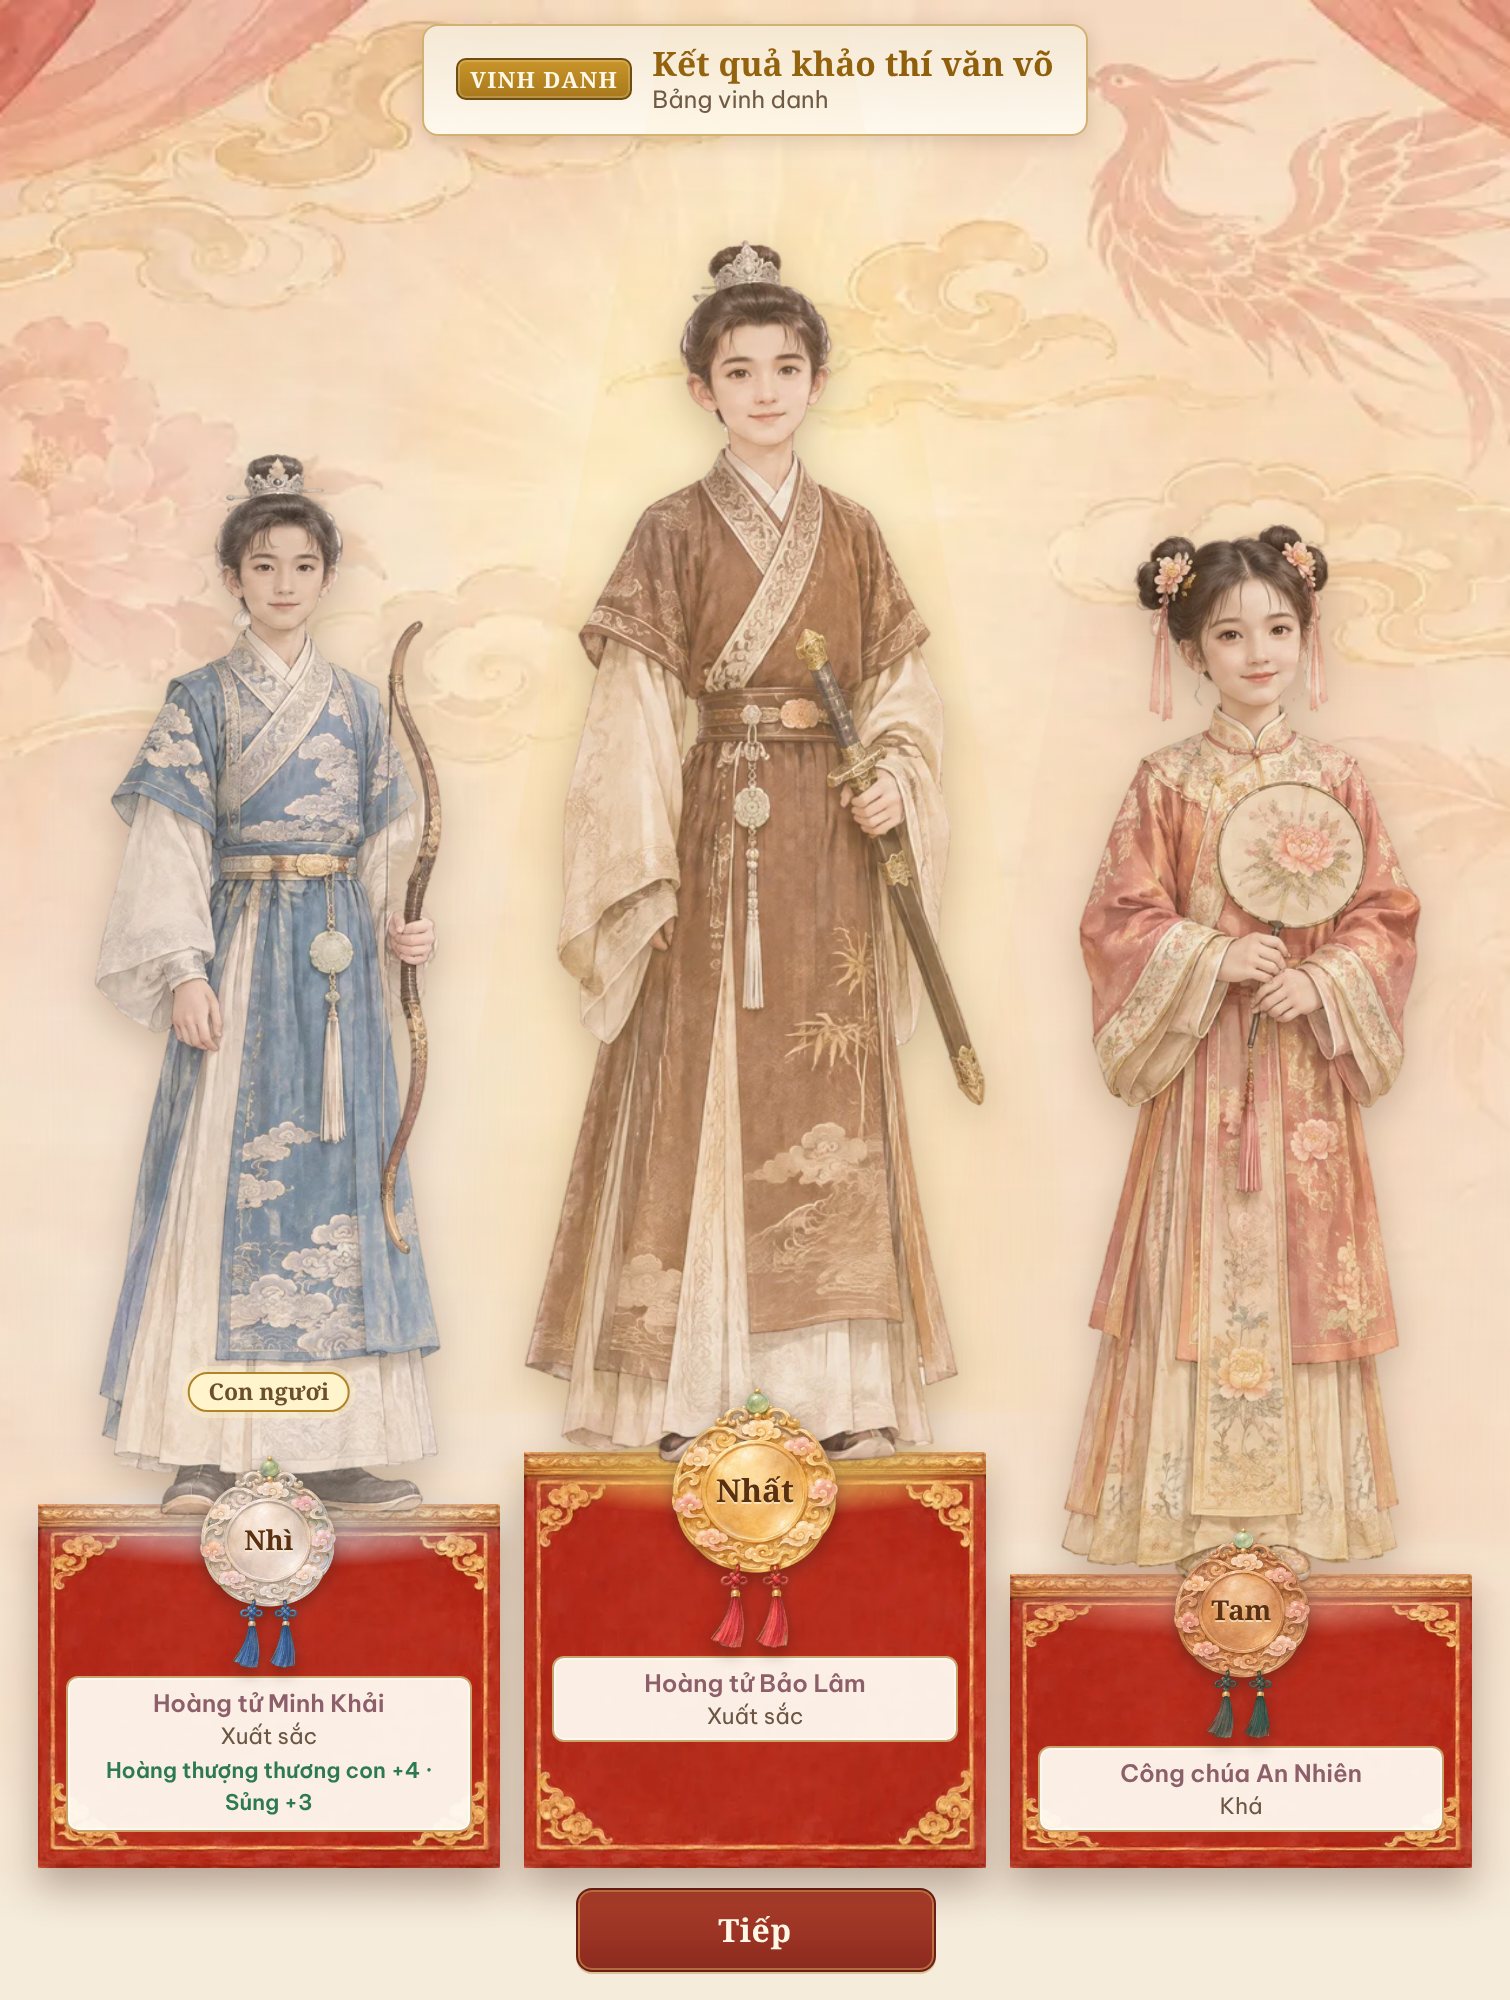 VINH DANH
Kết quả khảo thí văn võ
Bảng vinh danh
Con ngươi
Nhì
Hoàng tử Minh Khải
Xuất sắc
Hoàng thượng thương con +4 ·
Sủng +3
Nhất
Hoàng tử Bảo Lâm
Xuất sắc
Tam
Công chúa An Nhiên
Khá
Tiếp